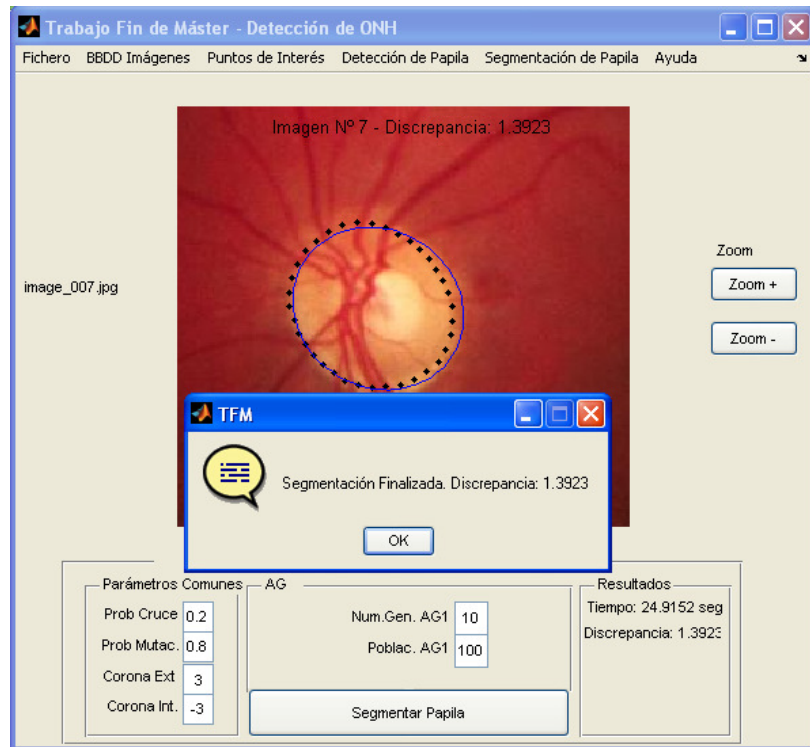 Trabajo Fin de Máster - Detección de ONH
Fichero BBDD Imágenes Puntos de Interés Detección de Papila Segmentación de Papila Ayuda
Imagen Nº 7 - Discrepancia: 1.3923
image_007.jpg
Zoom
Zoom +
Zoom -
TFM
Segmentación Finalizada. Discrepancia: 1.3923
OK
Parámetros Comunes
Prob Cruce 0.2
Prob Mutac. 0.8
Corona Ext 3
Corona Int. -3
AG
Num.Gen. AG1 10
Poblac. AG1 100
Segmentar Papila
Resultados
Tiempo: 24.9152 seg
Discrepancia: 1.3923